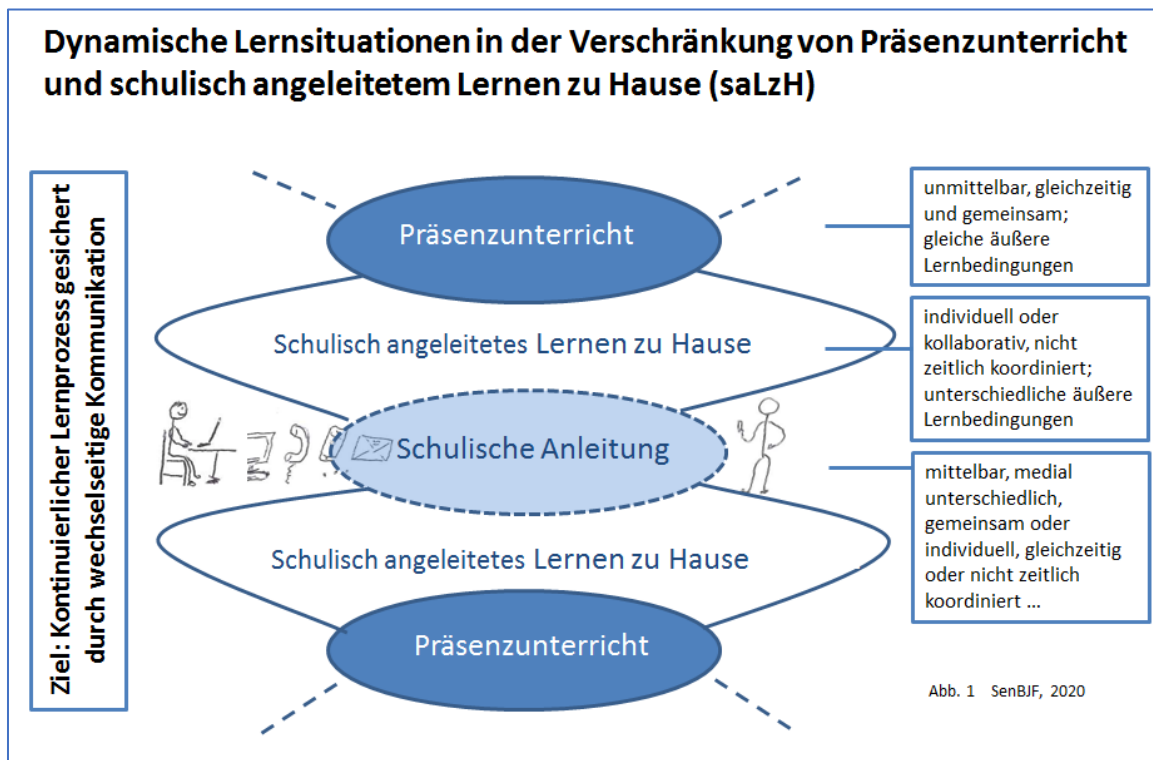 Dynamische Lernsituationen in der Verschränkung von Präsenzunterricht
und schulisch angeleitetem Lernen zu Hause (saLzH)
Ziel: Kontinuierlicher Lernprozess gesichert
durch wechselseitige Kommunikation
Präsenzunterricht
Schulisch angeleitetes Lernen zu Hause
Schulische Anleitung
Schulisch angeleitetes Lernen zu Hause
Präsenzunterricht
unmittelbar, gleichzeitig
und gemeinsam;
gleiche äußere
Lernbedingungen
individuell oder
kollaborativ, nicht
zeitlich koordiniert;
unterschiedliche äußere
Lernbedingungen
mittelbar, medial
unterschiedlich,
gemeinsam oder
individuell, gleichzeitig
oder nicht zeitlich
koordiniert ...
Abb. 1 SenBJF, 2020